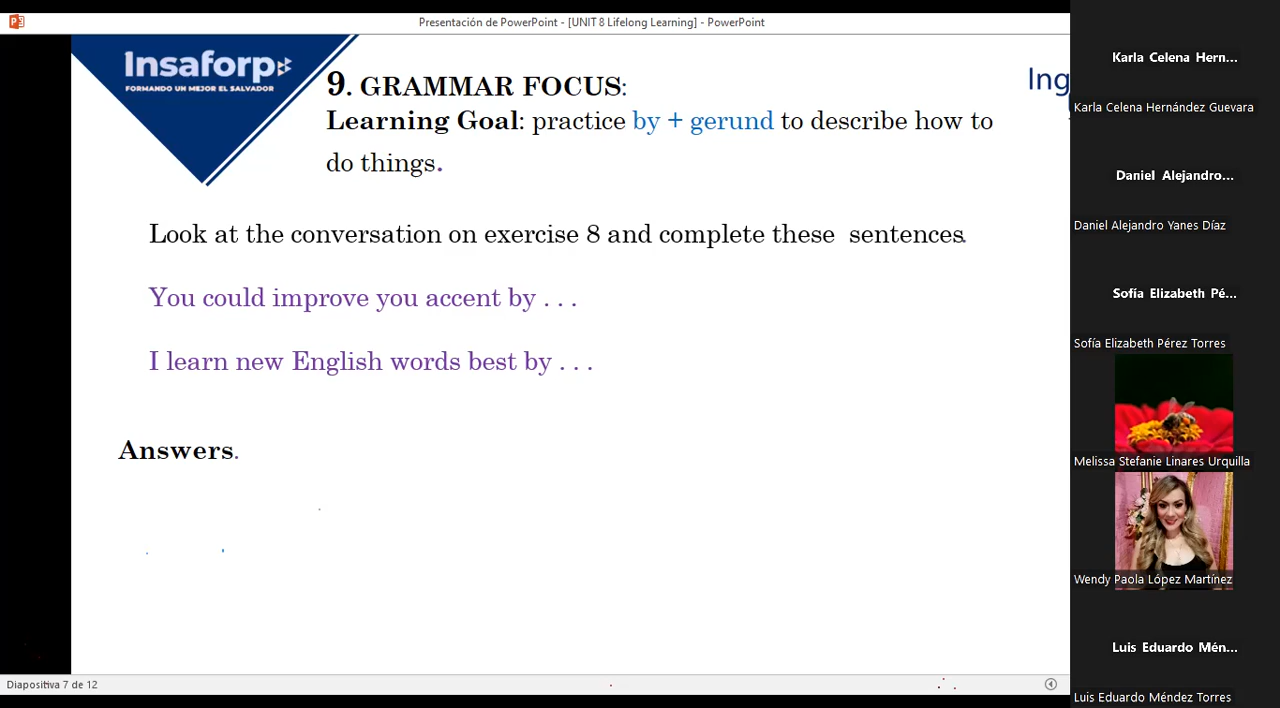 Presentación de PowerPoint - [UNIT 8 Lifelong Learning] - PowerPoint
Insaforp
FORMANDO UN MEJOR EL SALVADOR
Ing
9. GRAMMAR FOCUS:
Learning Goal: practice by + gerund to describe how to
do things.
Look at the conversation on exercise 8 and complete these sentences.
You could improve you accent by . . .
I learn new English words best by . . .
Answers.
Diapositiva 7 de 12
Karla Celena Hern...
Karla Celena Hernández Guevara
Daniel Alejandro...
Daniel Alejandro Yanes Díaz
Sofía Elizabeth Pé...
Sofía Elizabeth Pérez Torres
Melissa Stefanie Linares Urquilla
Wendy Paola López Martínez
Luis Eduardo Mén...
Luis Eduardo Méndez Torres